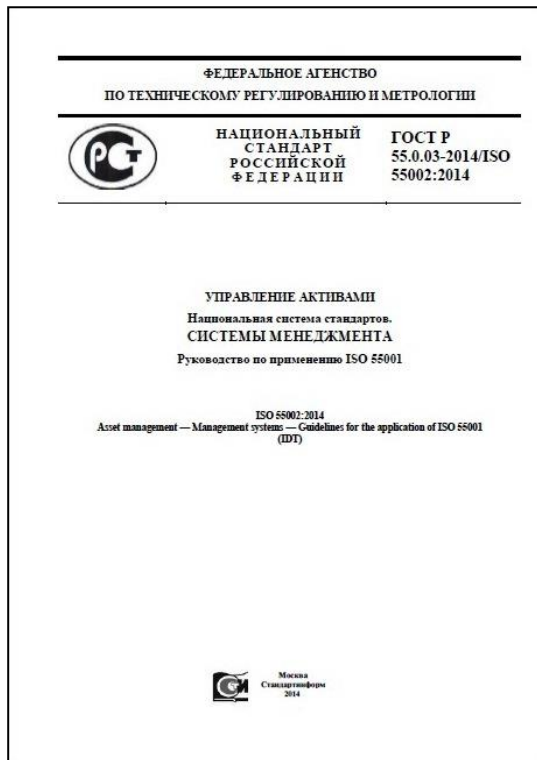 ФЕДЕРАЛЬНОЕ АГЕНСТВО
ПО ТЕХНИЧЕСКОМУ РЕГУЛИРОВАНИЮ И МЕТРОЛОГИИ
РСТ
НАЦИОНАЛЬНЫЙ
СТАНДАРТ
РОССИЙСКОЙ
ФЕДЕРАЦИИ
ГОСТ Р
55.0.03-2014/ISO
55002:2014
УПРАВЛЕНИЕ АКТИВАМИ
Национальная система стандартов.
СИСТЕМЫ МЕНЕДЖМЕНТА
Руководство по применению ISO 55001
ISO 55002:2014
Asset management — Management systems — Guidelines for the application of ISO 55001
(IDT)
Москва
Стандартинформ
2014